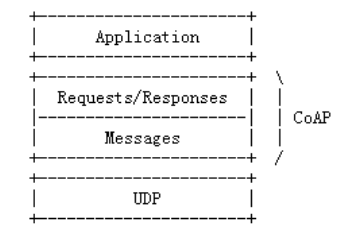 Application
Requests/Responses
CoAP
Messages
UDP